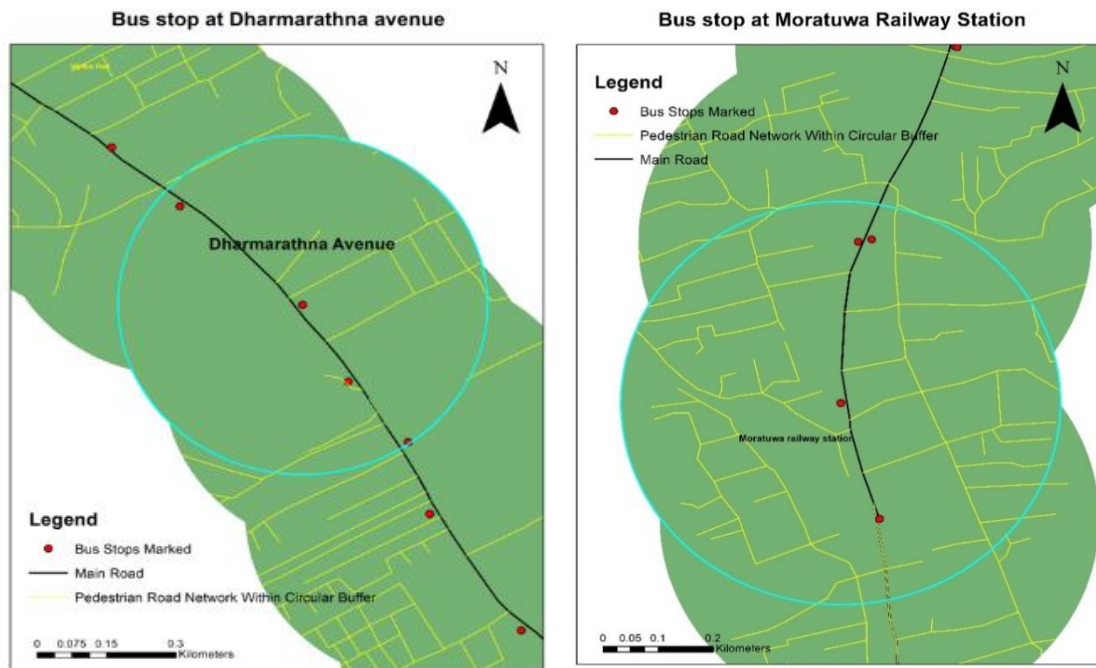 Bus stop at Dharmarathna avenue
N
Dharmarathna Avenue
Legend
Bus Stops Marked
Main Road
Pedestrian Road Network Within Circular Buffer
0 0.075 0.15 0.3
Kilometers
Bus stop at Moratuwa Railway Station
Legend
N
Bus Stops Marked
Pedestrian Road Network Within Circular Buffer
Main Road
Moratuwa railway station
0 0.05 0.1 0.2
Kilometers